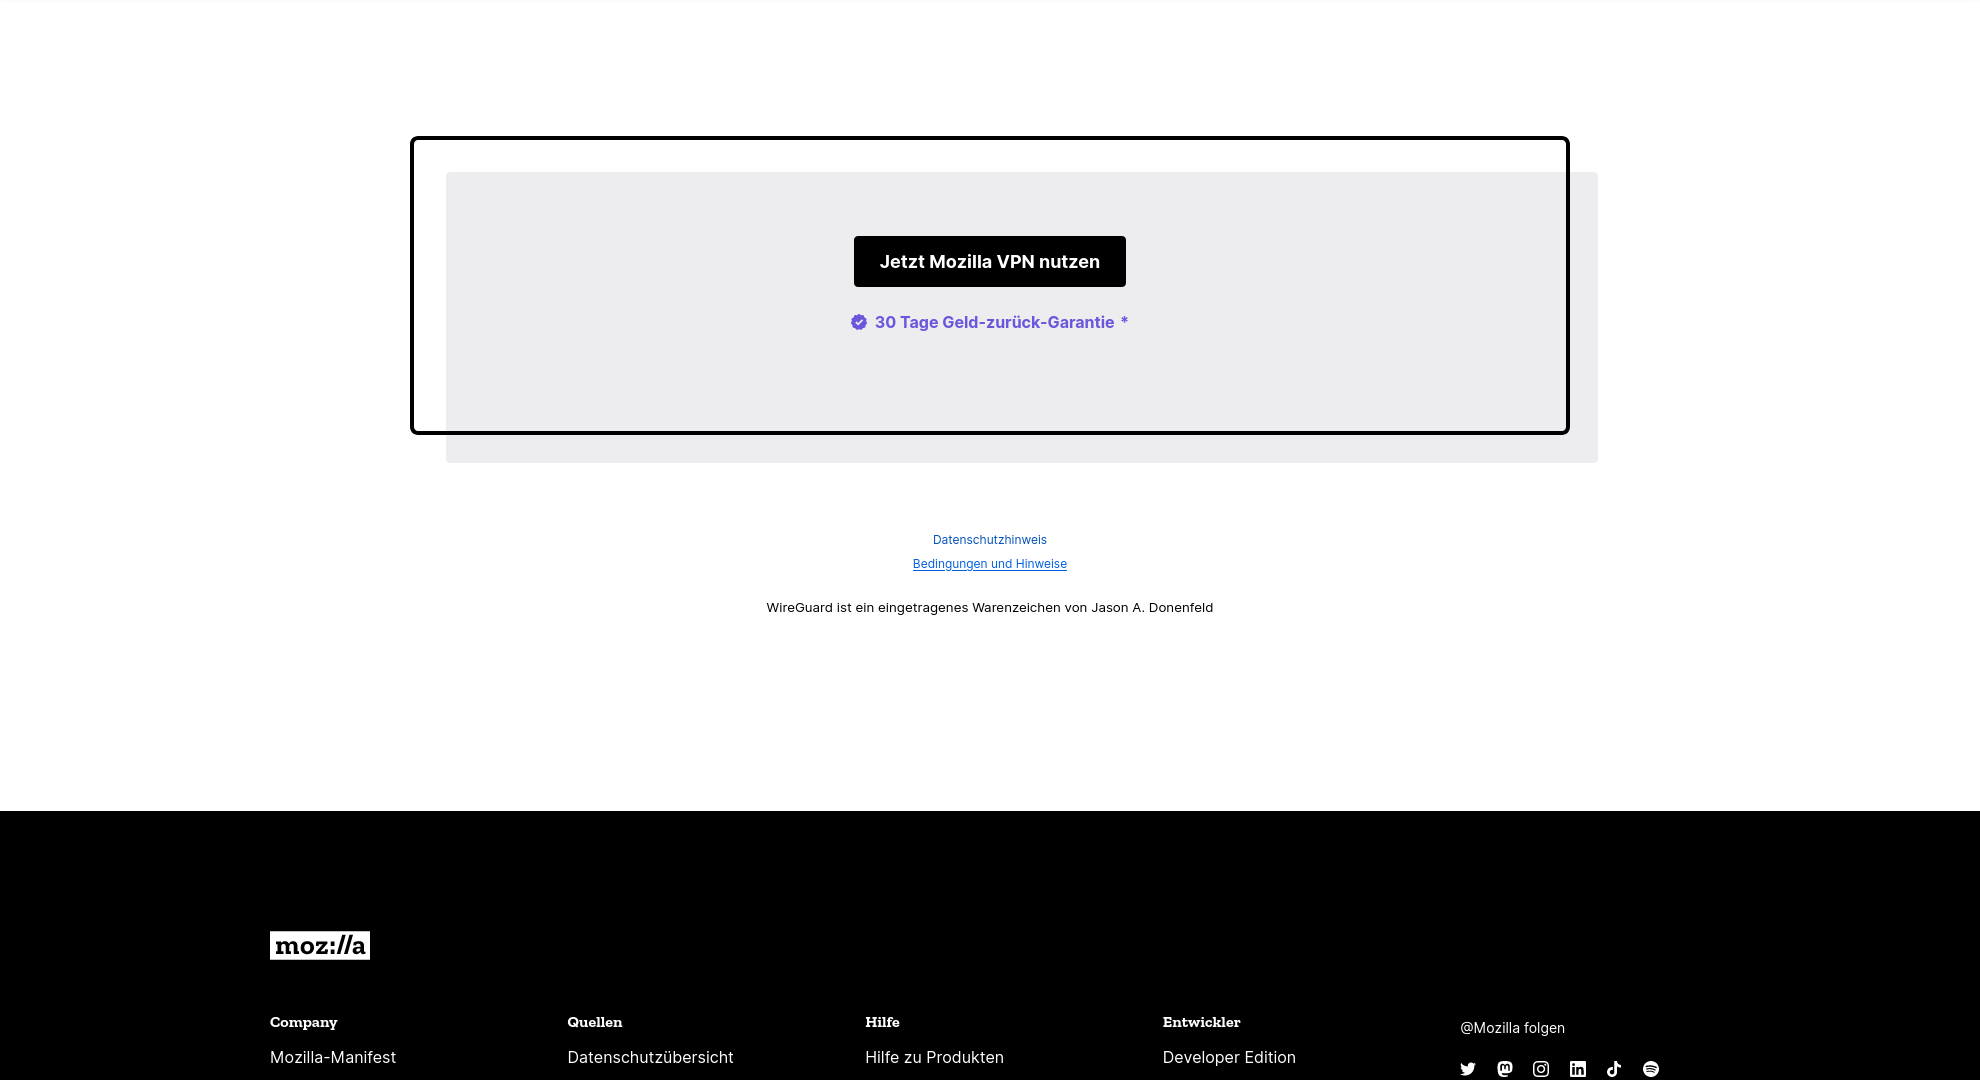 Jetzt Mozilla VPN nutzen
30 Tage Geld-zurück-Garantie *
Datenschutzhinweis
Bedingungen und Hinweise
WireGuard ist ein eingetragenes Warenzeichen von Jason A. Donenfeld
moz://a
Company
Mozilla-Manifest
Quellen
Datenschutzübersicht
Hilfe
Hilfe zu Produkten
Entwickler
Developer Edition
@Mozilla folgen